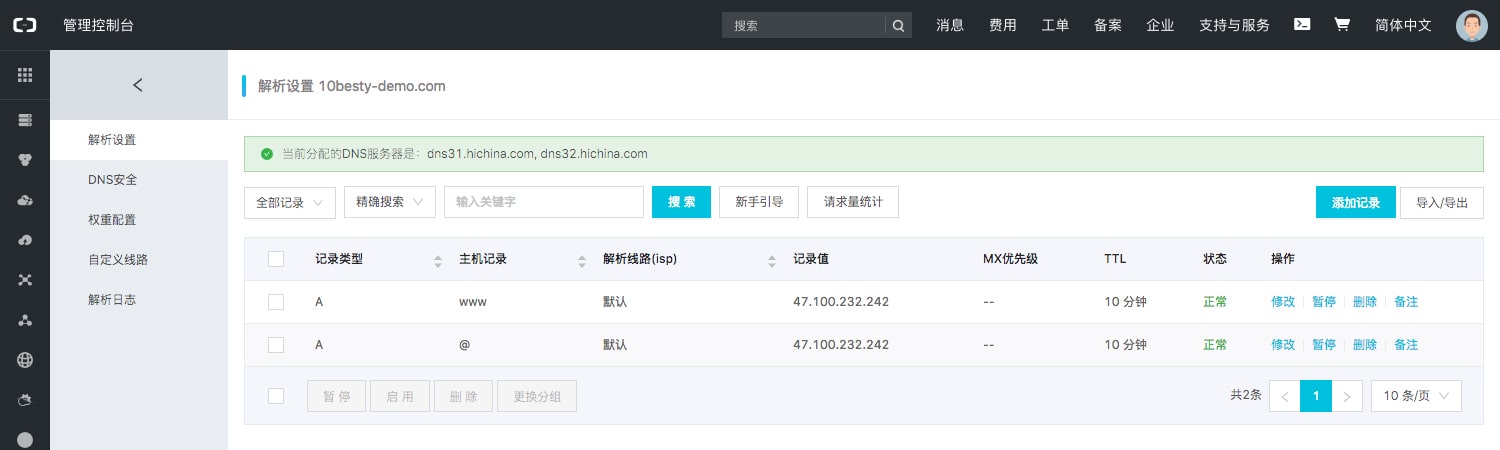 管理控制台 搜索 消息 费用 工单 备案 企业 支持与服务 简体中文
解析设置 10besty-demo.com
解析设置
DNS安全
权重配置
自定义线路
解析日志
当前分配的DNS服务器是：dns31.hichina.com, dns32.hichina.com
全部记录 精确搜索 输入关键字 搜 索 新手引导 请求量统计 添加记录 导入/导出
记录类型 主机记录 解析线路(isp) 记录值 MX优先级 TTL 状态 操作
A www 默认 47.100.232.242 -- 10 分钟 正常 修改 暂停 删除 备注
A @ 默认 47.100.232.242 -- 10 分钟 正常 修改 暂停 删除 备注
暂 停 启 用 删 除 更换分组 共2条 < 1 > 10 条/页